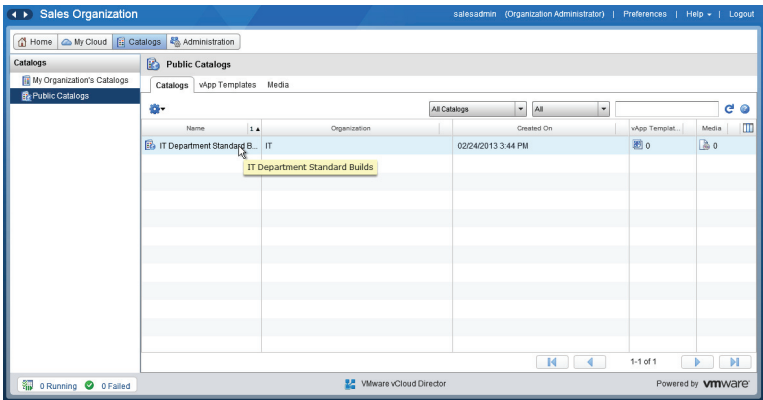 Sales Organization
salesadmin (Organization Administrator) | Preferences | Help | Logout
Home My Cloud Catalogs Administration
Catalogs
My Organization's Catalogs
Public Catalogs
Public Catalogs
Catalogs vApp Templates Media
All Catalogs All
Name 1 Organization Created On vApp Templat... Media
IT Department Standard B... IT 02/24/2013 3:44 PM 0 0
IT Department Standard Builds
1-1 of 1
0 Running 0 Failed VMware vCloud Director Powered by vmware